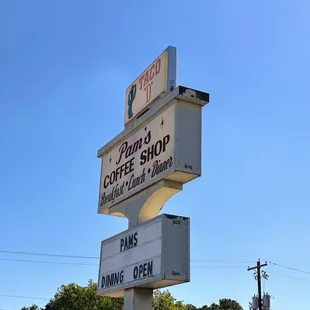 TACO
Pam's
COFFEE SHOP
Breakfast • Lunch • Dinner
PAMS
DINING OPEN